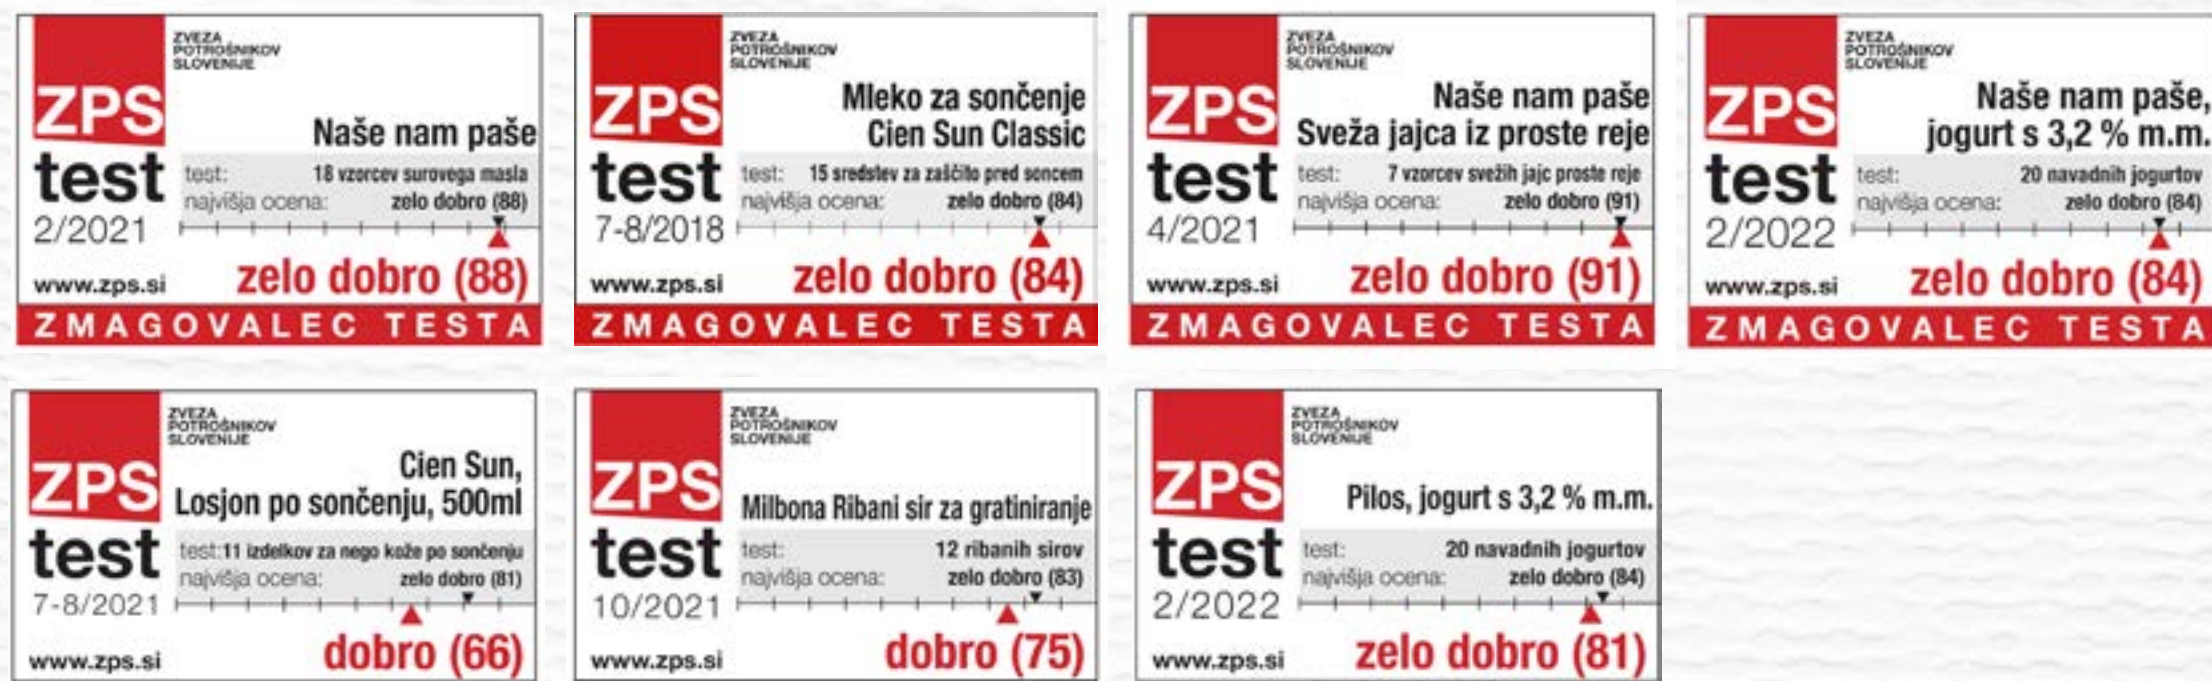 ZVEZA
POTROŠNIKOV
SLOVENIJE
ZPS
test
2/2021
www.zps.si
Naše nam paše
test: 18 vzorcev surovega masla
najvišja ocena: zelo dobro (88)
zelo dobro (88)
ZMAGOVALEC TESTA
ZVEZA
POTROŠNIKOV
SLOVENIJE
ZPS
test
7-8/2018
www.zps.si
Mleko za sončenje
Cien Sun Classic
test: 15 sredstev za zaščito pred soncem
najvišja ocena: zelo dobro (84)
zelo dobro (84)
ZMAGOVALEC TESTA
ZVEZA
POTROŠNIKOV
SLOVENIJE
ZPS
test
4/2021
www.zps.si
Naše nam paše
Sveža jajca iz proste reje
test: 7 vzorcev svežih jajc proste reje
najvišja ocena: zelo dobro (91)
zelo dobro (91)
ZMAGOVALEC TESTA
ZVEZA
POTROŠNIKOV
SLOVENIJE
ZPS
test
2/2022
www.zps.si
Naše nam paše,
jogurt s 3,2 % m.m.
test: 20 navadnih jogurtov
najvišja ocena: zelo dobro (84)
zelo dobro (84)
ZMAGOVALEC TESTA
ZVEZA
POTROŠNIKOV
SLOVENIJE
ZPS
test
7-8/2021
www.zps.si
Cien Sun,
Losjon po sončenju, 500ml
test: 11 izdelkov za nego kože po sončenju
najvišja ocena: zelo dobro (81)
dobro (66)
ZVEZA
POTROŠNIKOV
SLOVENIJE
ZPS
test
10/2021
www.zps.si
Milbona Ribani sir za gratiniranje
test: 12 ribanih sirov
najvišja ocena: zelo dobro (83)
dobro (75)
ZVEZA
POTROŠNIKOV
SLOVENIJE
ZPS
test
2/2022
www.zps.si
Pilos, jogurt s 3,2 % m.m.
test: 20 navadnih jogurtov
najvišja ocena: zelo dobro (84)
zelo dobro (81)